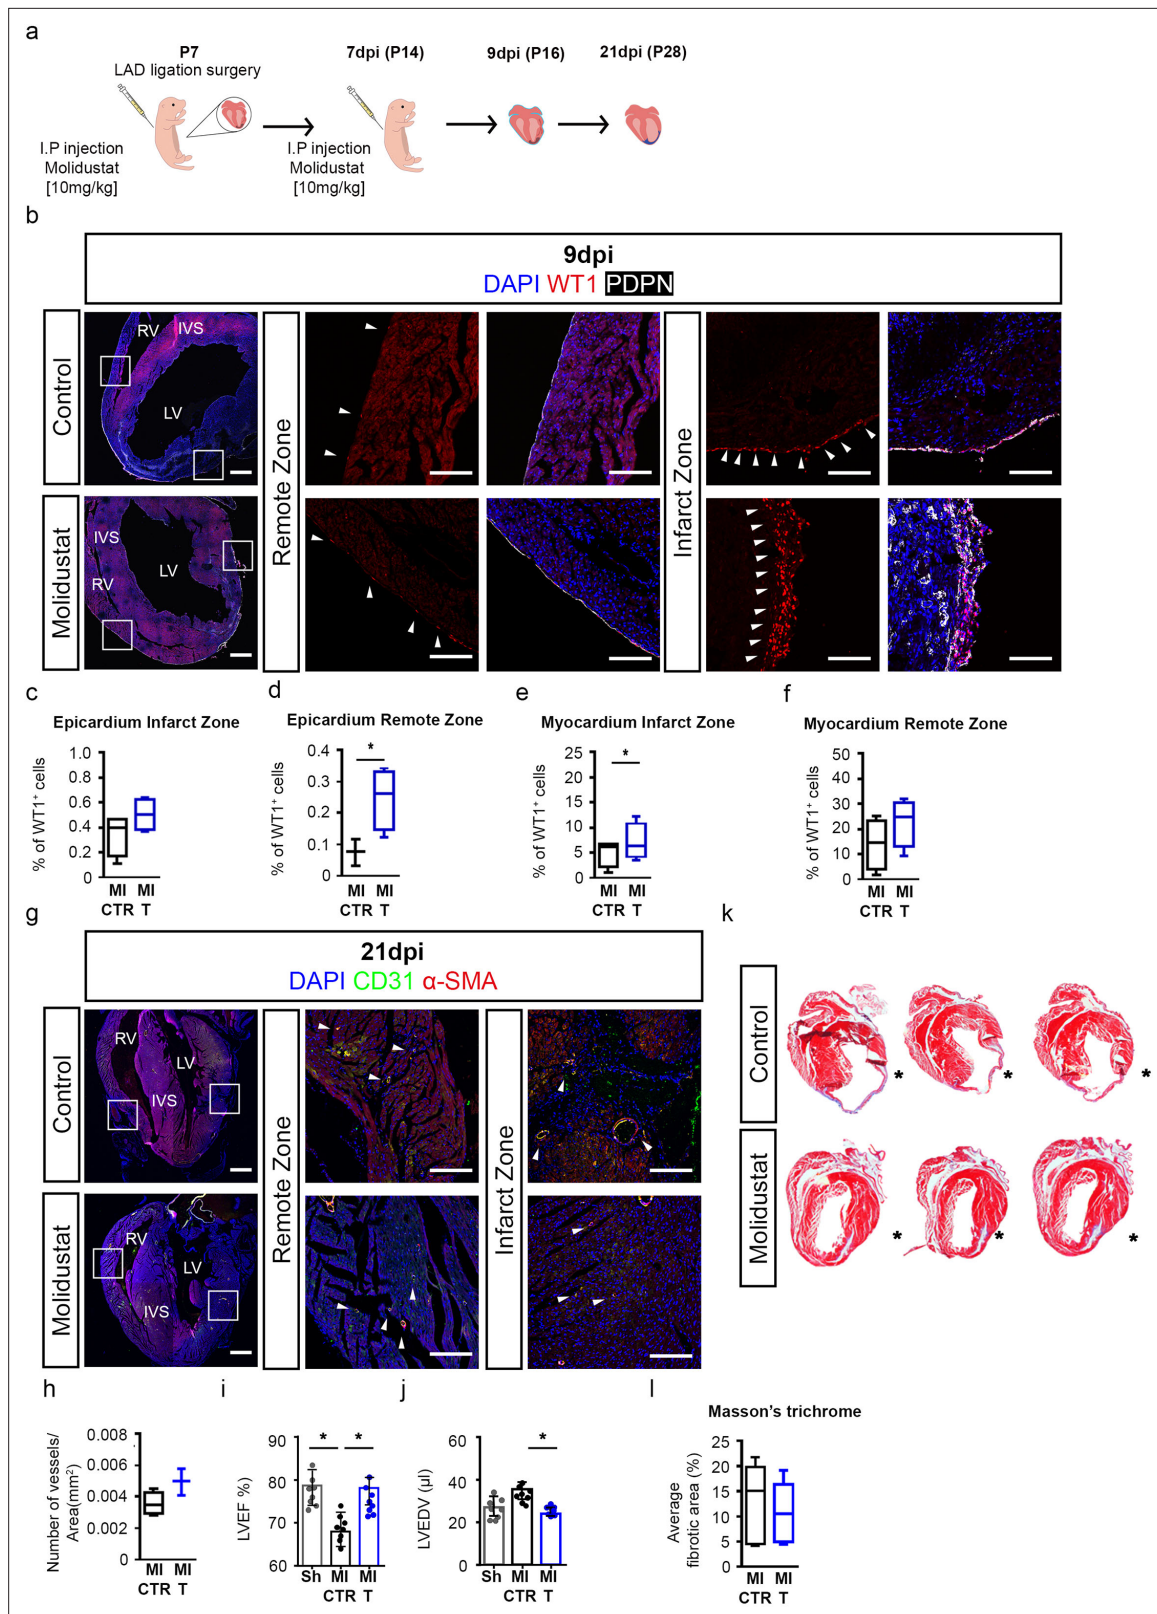 a
P7
LAD ligation surgery
7dpi (P14)
9dpi (P16)
21dpi (P28)
I.P injection
Molidustat
[10mg/kg]
I.P injection
Molidustat
[10mg/kg]
b
9dpi
DAPI WT1 PDPN
Control
RV
IVS
LV
Remote Zone
Infarct Zone
Molidustat
IVS
RV
LV
c
Epicardium Infarct Zone
% of WT1⁺ cells
1.0
0.8
0.6
0.4
0.2
0
MI MI
CTR T
d
Epicardium Remote Zone
% of WT1⁺ cells
0.4
0.3
0.2
0.1
0
*
MI MI
CTR T
e
Myocardium Infarct Zone
% of WT1⁺ cells
25
20
15
10
5
0
*
MI MI
CTR T
f
Myocardium Remote Zone
% of WT1⁺ cells
50
40
30
20
10
0
MI MI
CTR T
g
21dpi
DAPI CD31 α-SMA
Control
RV
LV
IVS
Remote Zone
Infarct Zone
Molidustat
RV
LV
IVS
k
Control
* * *
Molidustat
* * *
h
Number of vessels/
Area(mm²)
0.008
0.006
0.004
0.002
0
MI MI
CTR T
i
LVEF %)
90
80
70
60
* *
Sh MI MI
CTR T
j
LVEDV (µl)
60
40
20
0
*
Sh MI MI
CTR T
l
Masson's trichrome
Average
fibrotic area (%)
25
20
15
10
5
0
MI MI
CTR T